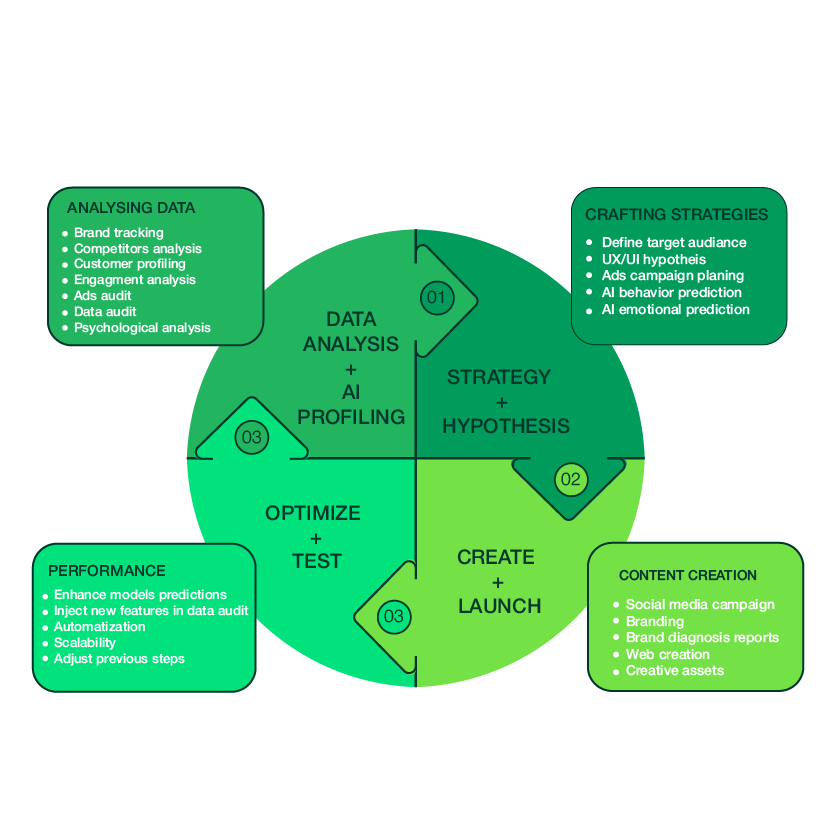 ANALYSING DATA
Brand tracking
Competitors analysis
Customer profiling
Engagment analysis
Ads audit
Data audit
Psychological analysis
CRAFTING STRATEGIES
Define target audiance
UX/UI hypotheis
Ads campaign planing
AI behavior prediction
AI emotional prediction
01
DATA
ANALYSIS
+
AI
PROFILING
STRATEGY
+
HYPOTHESIS
03
02
OPTIMIZE
+
TEST
CREATE
+
LAUNCH
03
PERFORMANCE
Enhance models predictions
Inject new features in data audit
Automatization
Scalability
Adjust previous steps
CONTENT CREATION
Social media campaign
Branding
Brand diagnosis reports
Web creation
Creative assets